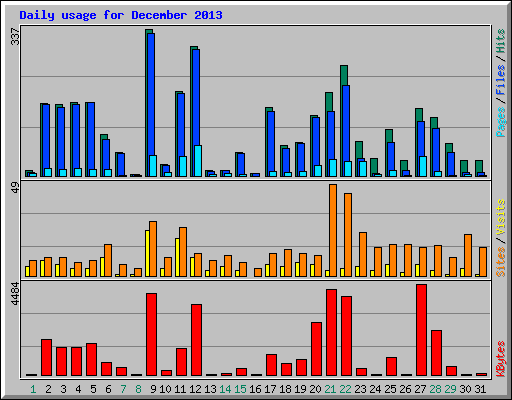 Daily usage for December 2013
337
Pages / Files / Hits
49
Sites / Visits
4484
KBytes
1 2 3 4 5 6 7 8 9 10 11 12 13 14 15 16 17 18 19 20 21 22 23 24 25 26 27 28 29 30 31